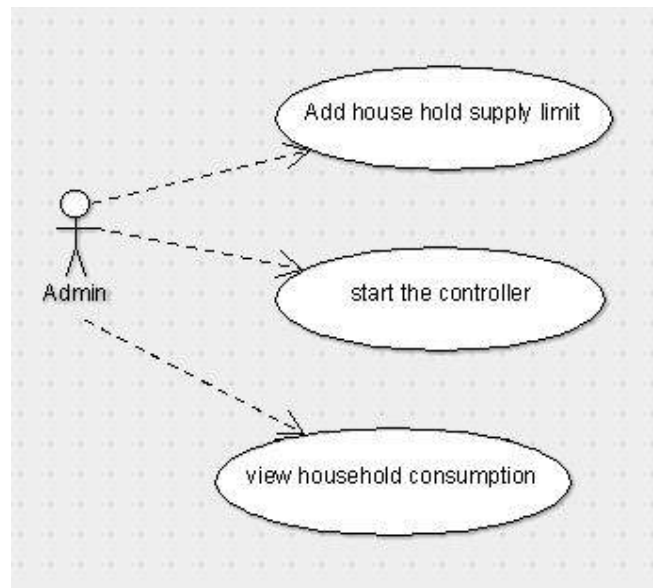 Add house hold supply limit
Admin
start the controller
view household consumption